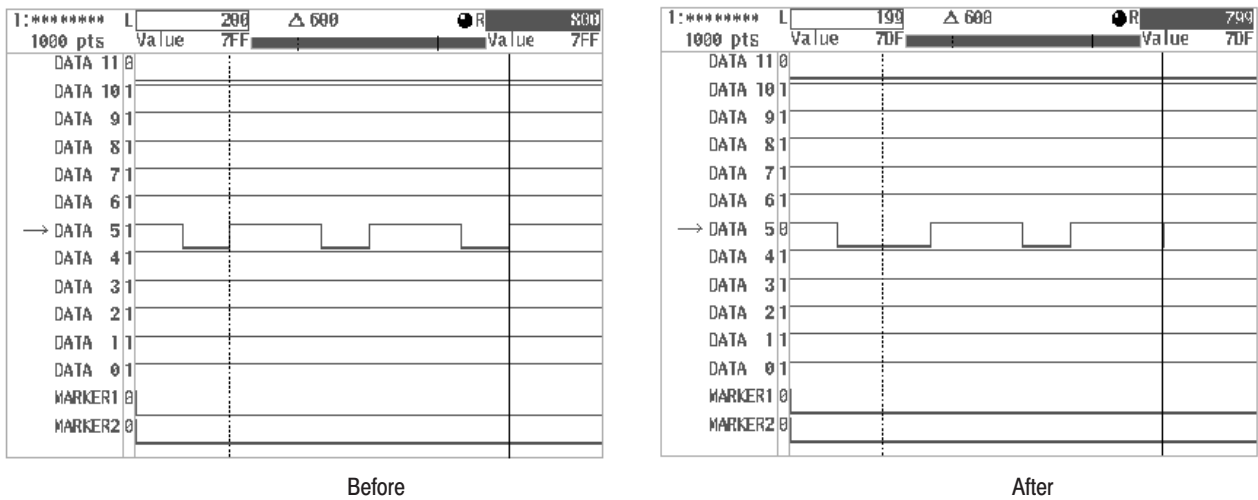 1:******** L 200 △ 600 R 800
1000 pts Value 7FF Value 7FF
DATA 11 0
DATA 10 1
DATA 9 1
DATA 8 1
DATA 7 1
DATA 6 1
→ DATA 5 1
DATA 4 1
DATA 3 1
DATA 2 1
DATA 1 1
DATA 0 1
MARKER1 0
MARKER2 0
Before
1:******** L 199 △ 600 R 799
1000 pts Value 7DF Value 7DF
DATA 11 0
DATA 10 1
DATA 9 1
DATA 8 1
DATA 7 1
DATA 6 1
→ DATA 5 0
DATA 4 1
DATA 3 1
DATA 2 1
DATA 1 1
DATA 0 1
MARKER1 0
MARKER2 0
After